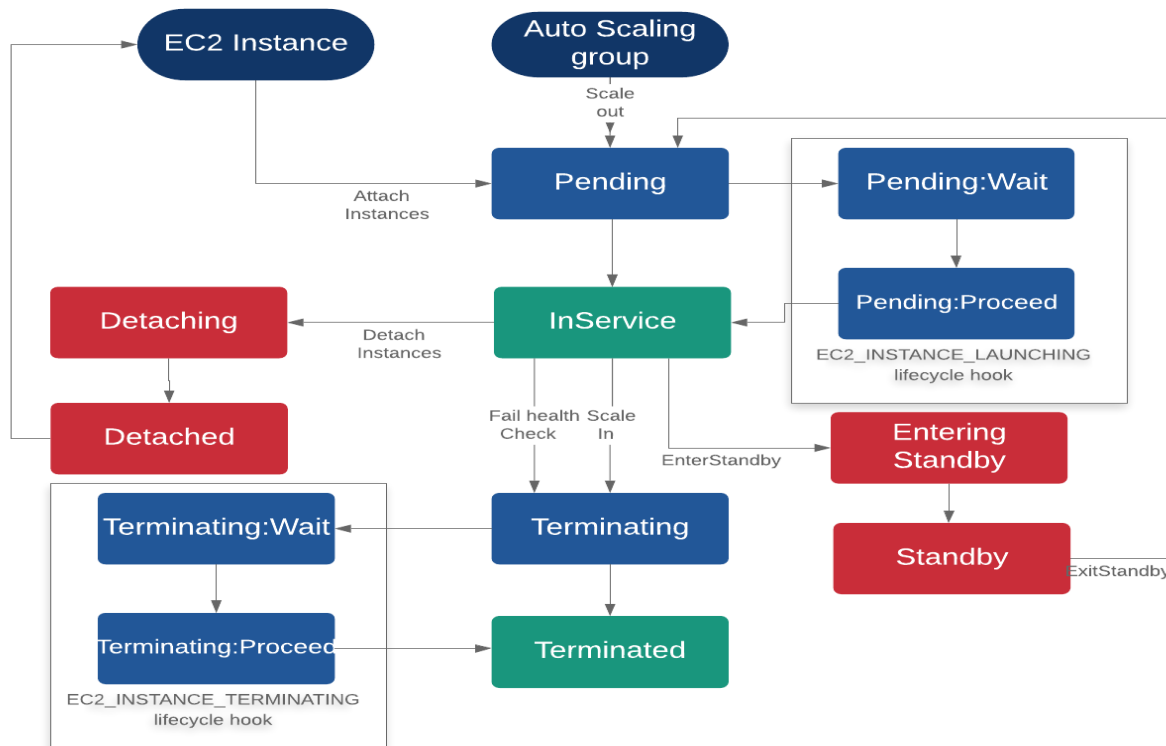 EC2 Instance
Auto Scaling
group
Scale
out
Pending
Pending:Wait
Attach
Instances
Pending:Proceed
EC2_INSTANCE_LAUNCHING
lifecycle hook
Detaching
Detach
Instances
InService
Detached
Fail health
Check
Scale
In
EnterStandby
Entering
Standby
Terminating:Wait
Terminating
Standby
ExitStandby
Terminating:Proceed
Terminated
EC2_INSTANCE_TERMINATING
lifecycle hook